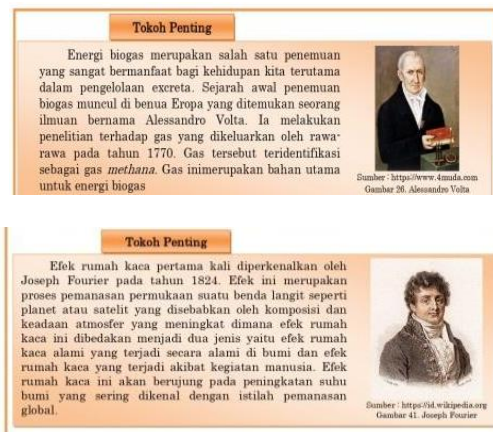 Tokoh Penting
Energi biogas merupakan salah satu penemuan
yang sangat bermanfaat bagi kehidupan kita terutama
dalam pengelolaan excreta. Sejarah awal penemuan
biogas muncul di benua Eropa yang ditemukan seorang
ilmuan bernama Alessandro Volta. Ia melakukan
penelitian terhadap gas yang dikeluarkan oleh rawa-
rawa pada tahun 1770. Gas tersebut teridentifikasi
sebagai gas methana. Gas inimerupakan bahan utama
untuk energi biogas
Sumber : https://www.4muda.com
Gambar 26. Alessandro Volta
Tokoh Penting
Efek rumah kaca pertama kali diperkenalkan oleh
Joseph Fourier pada tahun 1824. Efek ini merupakan
proses pemanasan permukaan suatu benda langit seperti
planet atau satelit yang disebabkan oleh komposisi dan
keadaan atmosfer yang meningkat dimana efek rumah
kaca ini dibedakan menjadi dua jenis yaitu efek rumah
kaca alami yang terjadi secara alami di bumi dan efek
rumah kaca yang terjadi akibat kegiatan manusia. Efek
rumah kaca ini akan berujung pada peningkatan suhu
bumi yang sering dikenal dengan istilah pemanasan
global.
Sumber : https://id.wikipedia.org
Gambar 41. Joseph Fourier